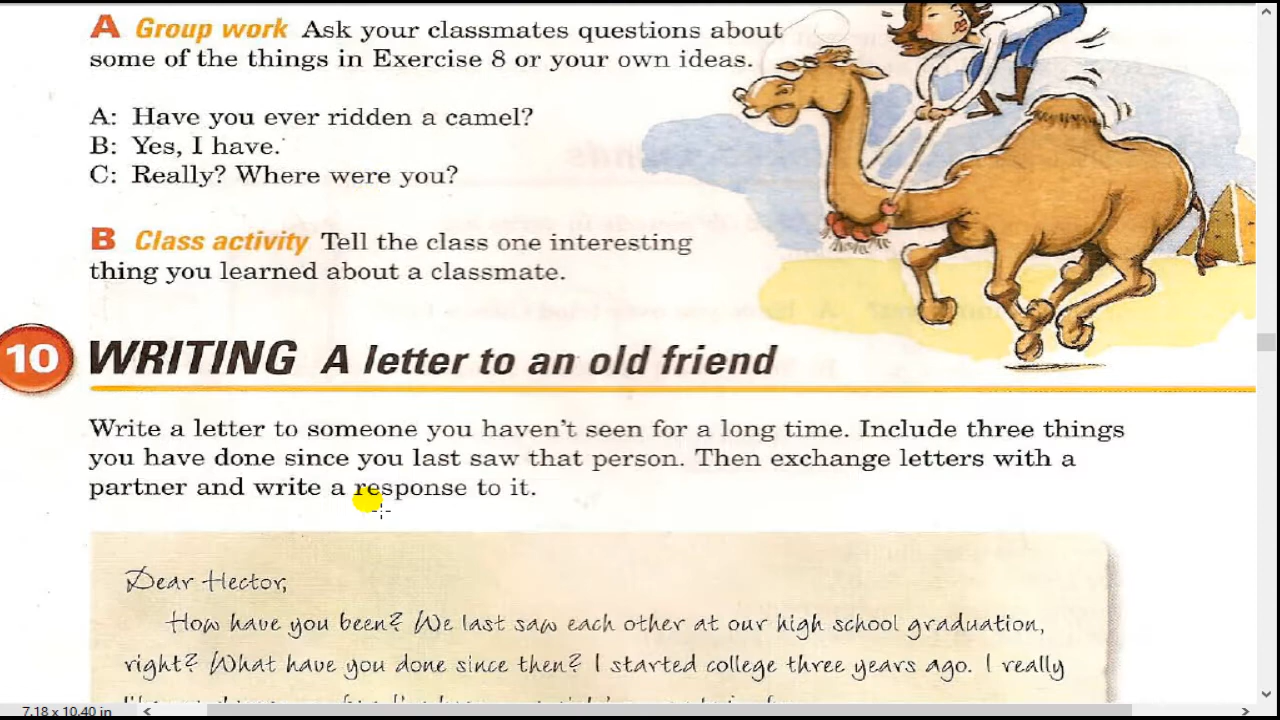 A Group work Ask your classmates questions about
some of the things in Exercise 8 or your own ideas.
A: Have you ever ridden a camel?
B: Yes, I have.
C: Really? Where were you?
B Class activity Tell the class one interesting
thing you learned about a classmate.
10 WRITING A letter to an old friend
Write a letter to someone you haven't seen for a long time. Include three things
you have done since you last saw that person. Then exchange letters with a
partner and write a response to it.
Dear Hector,
How have you been? We last saw each other at our high school graduation,
right? What have you done since then? I started college three years ago. I really
7.18 x 10.40 in